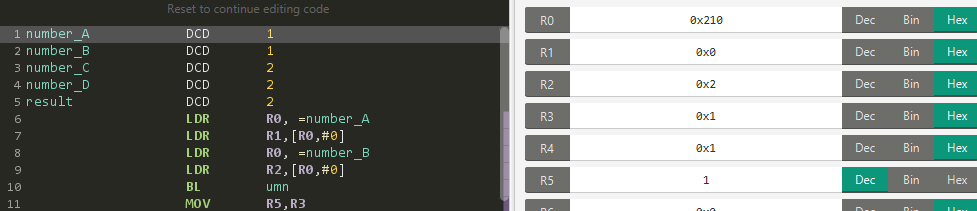 Reset to continue editing code
1 number_A DCD 1
2 number_B DCD 1
3 number_C DCD 2
4 number_D DCD 2
5 result DCD 2
6 LDR R0, =number_A
7 LDR R1,[R0,#0]
8 LDR R0, =number_B
9 LDR R2,[R0,#0]
10 BL umn
11 MOV R5,R3
R0 0x210 Dec Bin Hex
R1 0x0 Dec Bin Hex
R2 0x2 Dec Bin Hex
R3 0x1 Dec Bin Hex
R4 0x1 Dec Bin Hex
R5 1 Dec Bin Hex
R6 0x0 Dec Bin Hex